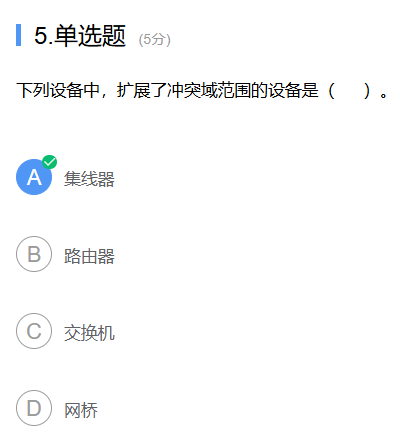 5.单选题 (5分)
下列设备中，扩展了冲突域范围的设备是（ ）。
A 集线器
B 路由器
C 交换机
D 网桥